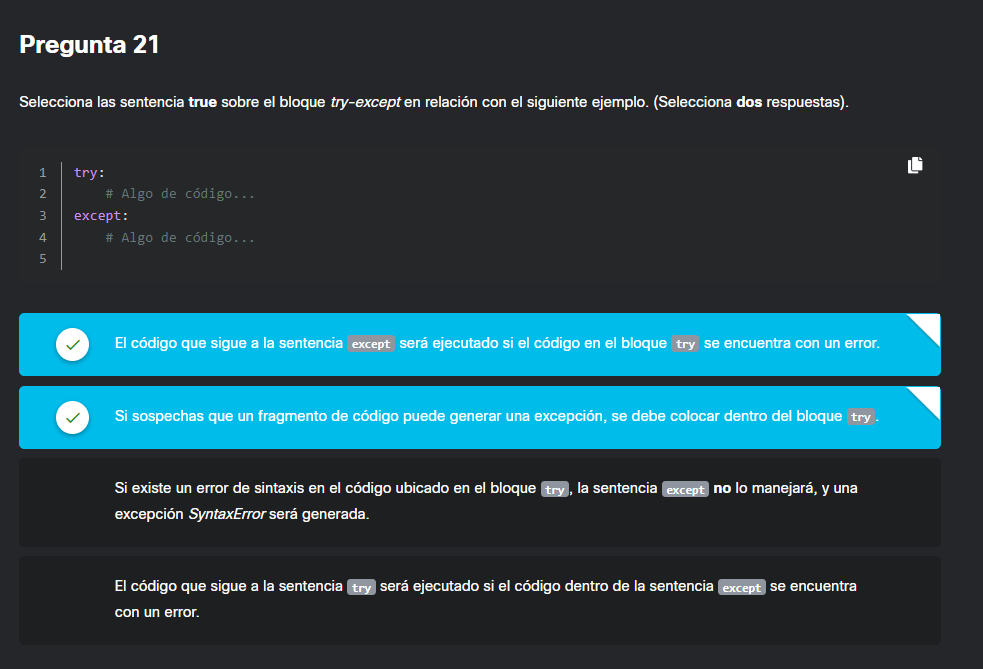 Pregunta 21
Selecciona las sentencia true sobre el bloque try-except en relación con el siguiente ejemplo. (Selecciona dos respuestas).
1 try:
2 # Algo de código...
3 except:
4 # Algo de código...
5
El código que sigue a la sentencia except será ejecutado si el código en el bloque try se encuentra con un error.
Si sospechas que un fragmento de código puede generar una excepción, se debe colocar dentro del bloque try.
Si existe un error de sintaxis en el código ubicado en el bloque try, la sentencia except no lo manejará, y una
excepción SyntaxError será generada.
El código que sigue a la sentencia try será ejecutado si el código dentro de la sentencia except se encuentra
con un error.